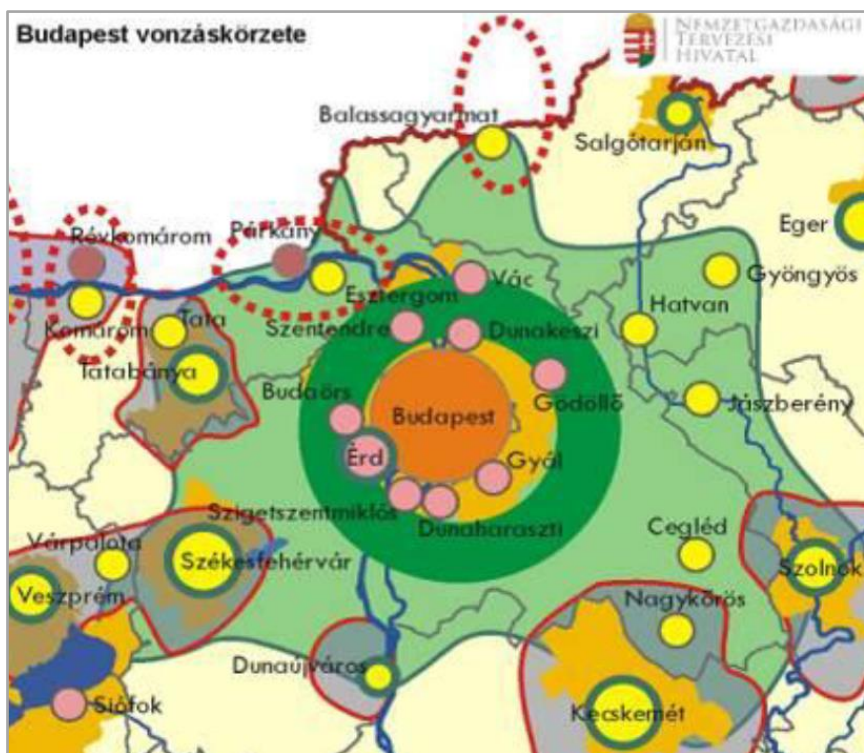 Budapest vonzáskörzete
NEMZETGAZDASÁGI
TERVEZÉSI
HIVATAL
Balassagyarmat
Salgótarján
Eger
Révkomárom
Párkány
Gyöngyös
Vác
Esztergom
Hatvan
Komárom
Tata
Szentendre
Dunakeszi
Tatabánya
Budaörs
Gödöllő
Jászberény
Budapest
Érd
Gyál
Szigetszentmiklós
Dunaharaszti
Cegléd
Várpalota
Székesfehérvár
Szolnok
Veszprém
Nagykőrös
Dunaújváros
Siófok
Kecskemét